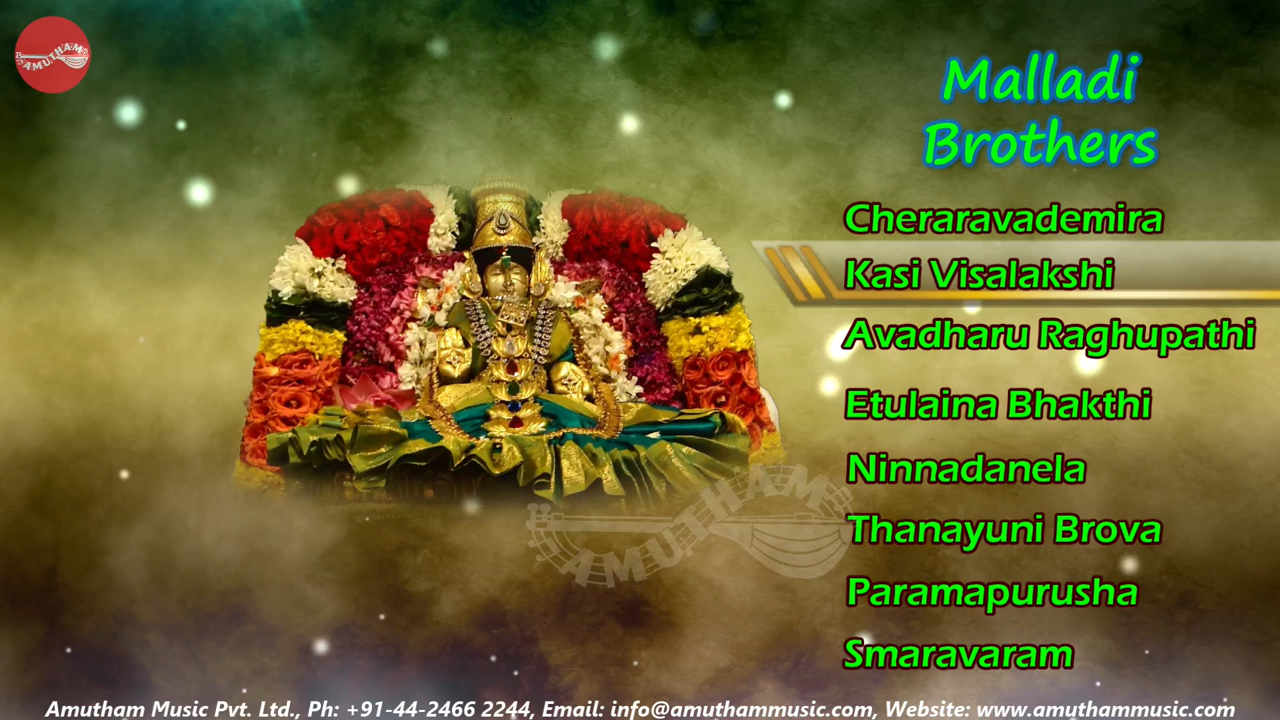 AMUTHAM
Malladi
Brothers
Cheraravademira
Kasi Visalakshi
Avadharu Raghupathi
Etulaina Bhakthi
Ninnadanela
Thanayuni Brova
Paramapurusha
Smaravaram
AMUTHAM
Amutham Music Pvt. Ltd., Ph: +91-44-2466 2244, Email: info@amuthammusic.com, Website: www.amuthammusic.com